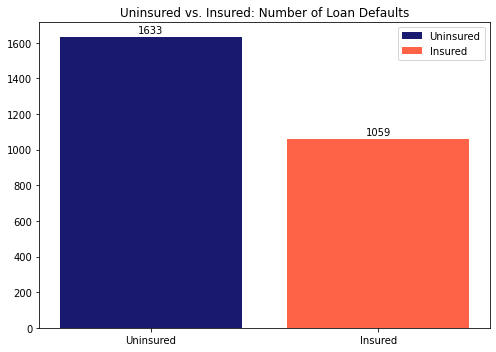 Uninsured vs. Insured: Number of Loan Defaults
1633
Uninsured
Insured
1059
1600
1400
1200
1000
800
600
400
200
0
Uninsured
Insured